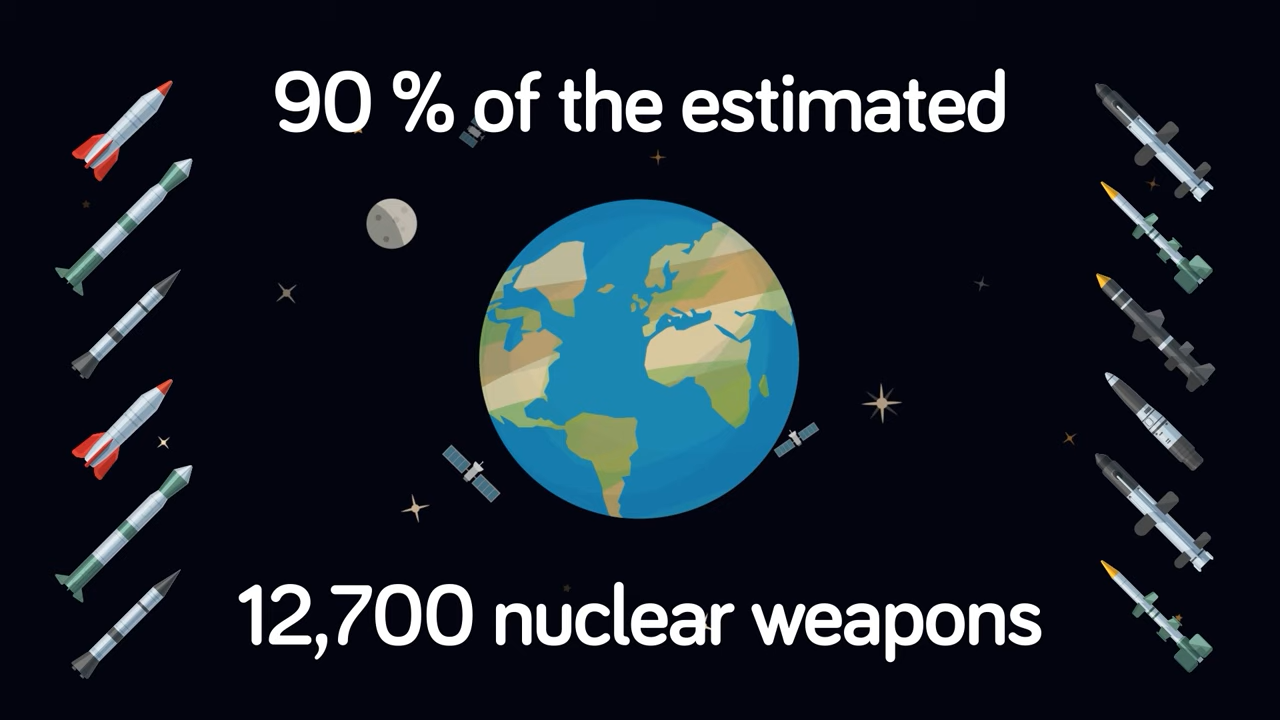 90 % of the estimated
12,700 nuclear weapons